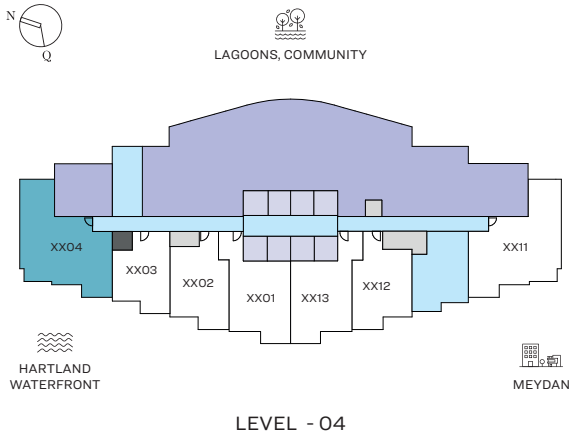 N
Q
LAGOONS, COMMUNITY
XX04
XX03
XX02
XX01
XX13
XX12
XX11
HARTLAND
WATERFRONT
MEYDAN
LEVEL - 04